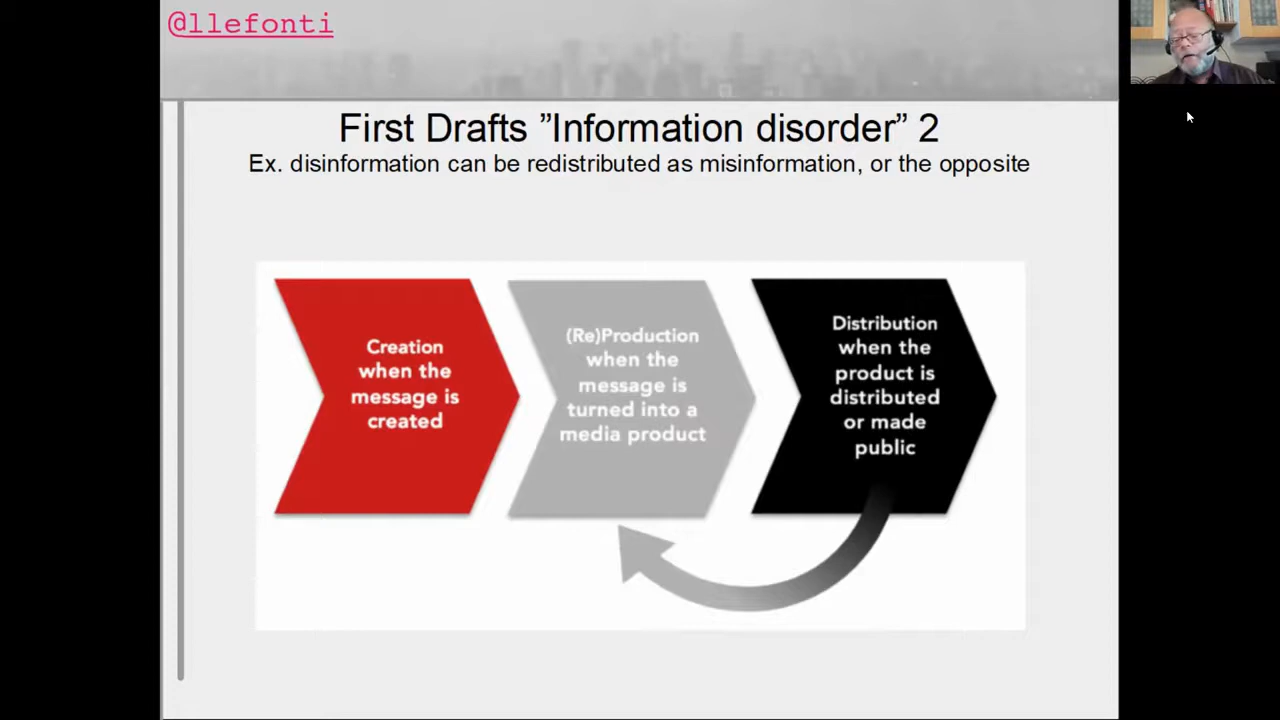 @llefonti
First Drafts ”Information disorder” 2
Ex. disinformation can be redistributed as misinformation, or the opposite
Creation
when the
message is
created
(Re)Production
when the
message is
turned into a
media product
Distribution
when the
product is
distributed
or made
public